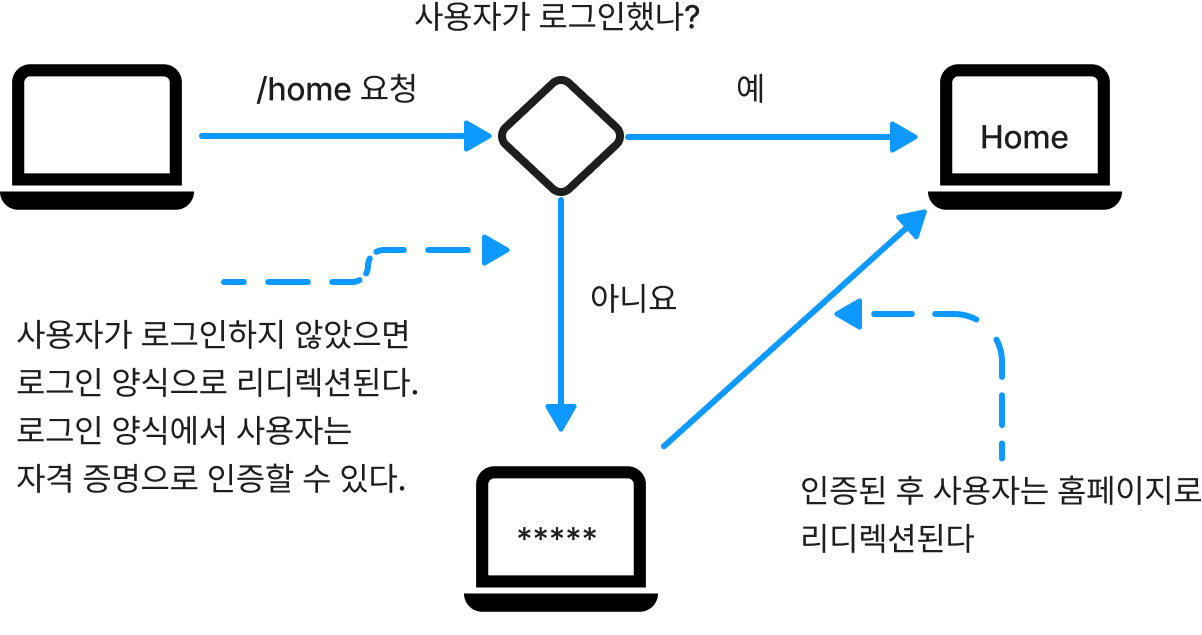 사용자가 로그인했나?
/home 요청
예
Home
아니요
사용자가 로그인하지 않았으면
로그인 양식으로 리디렉션된다.
로그인 양식에서 사용자는
자격 증명으로 인증할 수 있다.
*****
인증된 후 사용자는 홈페이지로
리디렉션된다